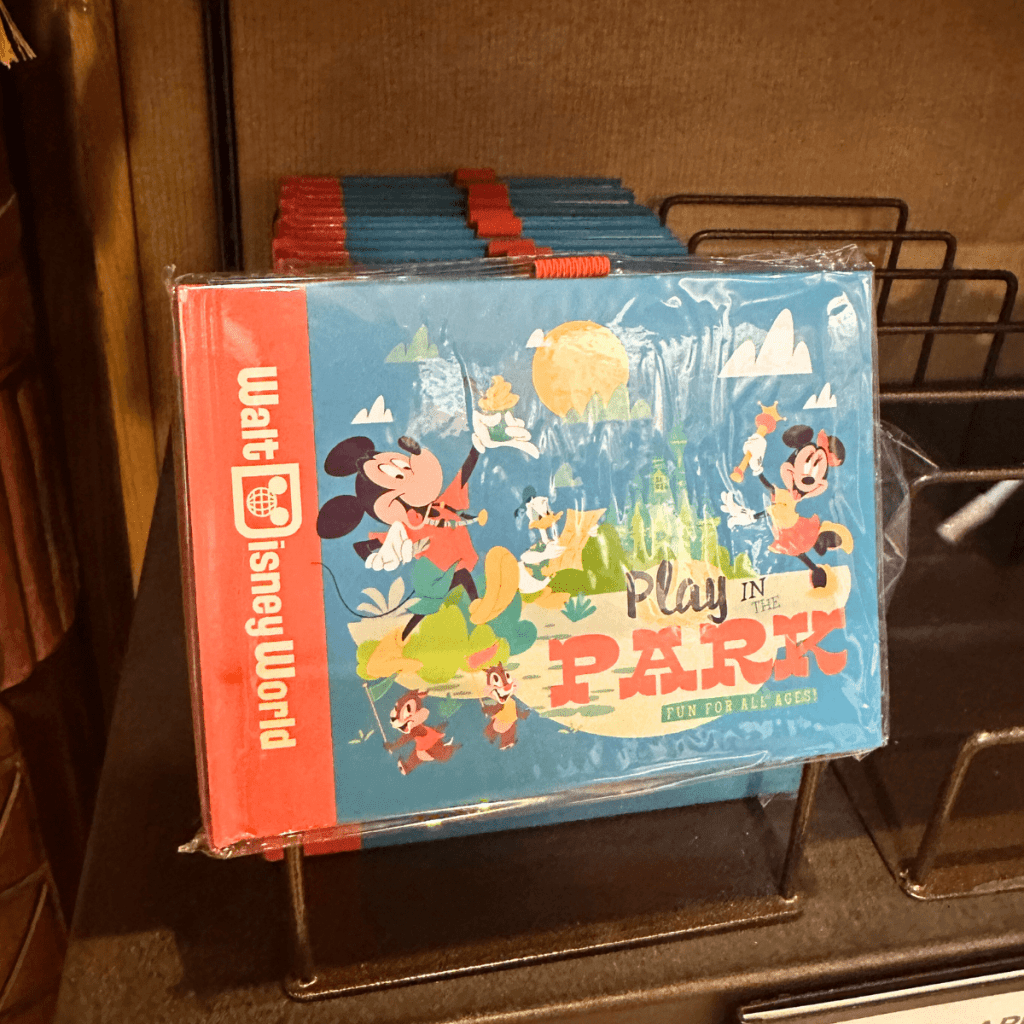 Walt Disney World
Play IN
THE
PARK
FUN FOR ALL AGES!